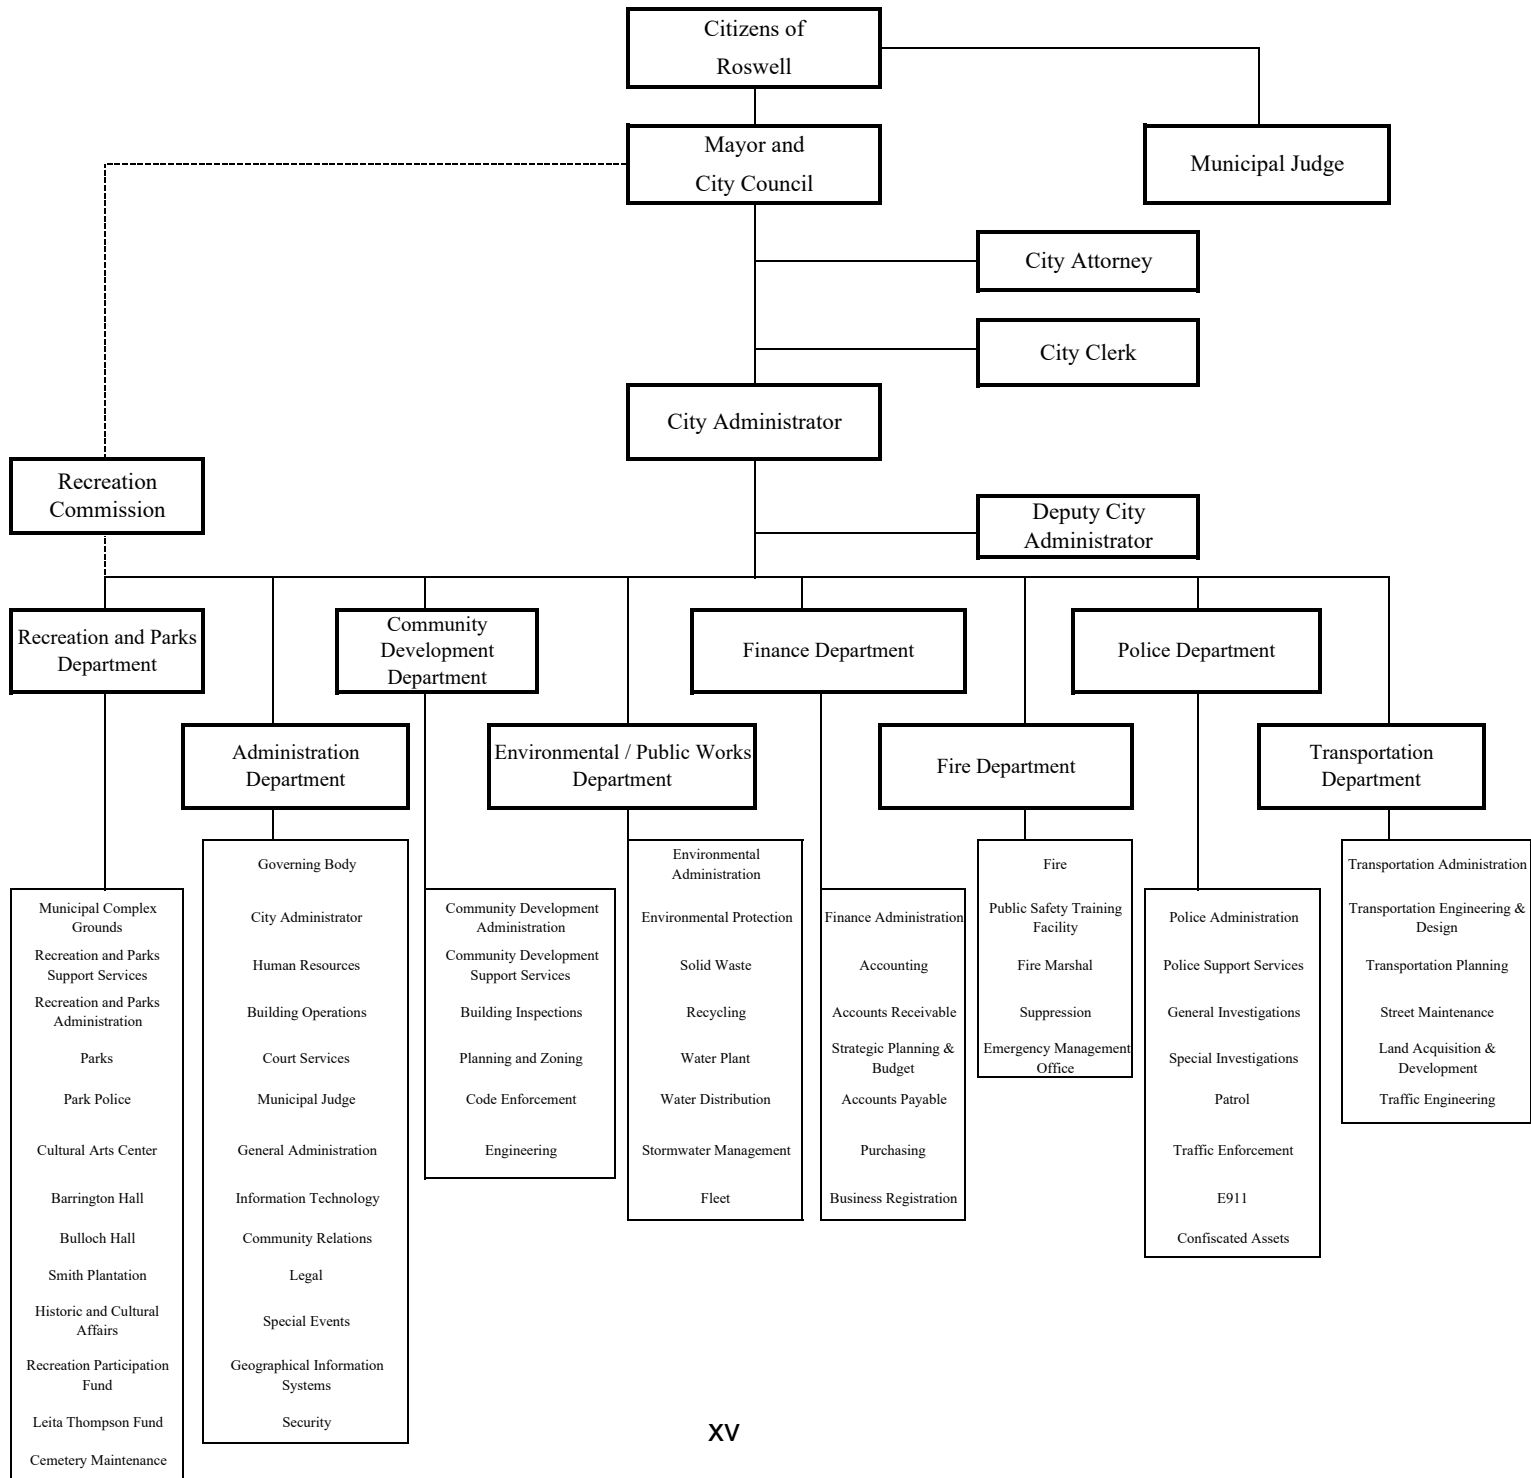 Citizens of
Roswell
Mayor and
City Council
Municipal Judge
City Attorney
City Clerk
City Administrator
Recreation
Commission
Deputy City
Administrator
Recreation and Parks
Department
Community
Development
Department
Finance Department
Police Department
Administration
Department
Environmental / Public Works
Department
Fire Department
Transportation
Department
Municipal Complex
Grounds
Recreation and Parks
Support Services
Recreation and Parks
Administration
Parks
Park Police
Cultural Arts Center
Barrington Hall
Bulloch Hall
Smith Plantation
Historic and Cultural
Affairs
Recreation Participation
Fund
Leita Thompson Fund
Cemetery Maintenance
Governing Body
City Administrator
Human Resources
Building Operations
Court Services
Municipal Judge
General Administration
Information Technology
Community Relations
Legal
Special Events
Geographical Information
Systems
Security
Community Development
Administration
Community Development
Support Services
Building Inspections
Planning and Zoning
Code Enforcement
Engineering
Environmental
Administration
Environmental Protection
Solid Waste
Recycling
Water Plant
Water Distribution
Stormwater Management
Fleet
Finance Administration
Accounting
Accounts Receivable
Strategic Planning &
Budget
Accounts Payable
Purchasing
Business Registration
Fire
Public Safety Training
Facility
Fire Marshal
Suppression
Emergency Management
Office
Police Administration
Police Support Services
General Investigations
Special Investigations
Patrol
Traffic Enforcement
E911
Confiscated Assets
Transportation Administration
Transportation Engineering &
Design
Transportation Planning
Street Maintenance
Land Acquisition &
Development
Traffic Engineering
xv